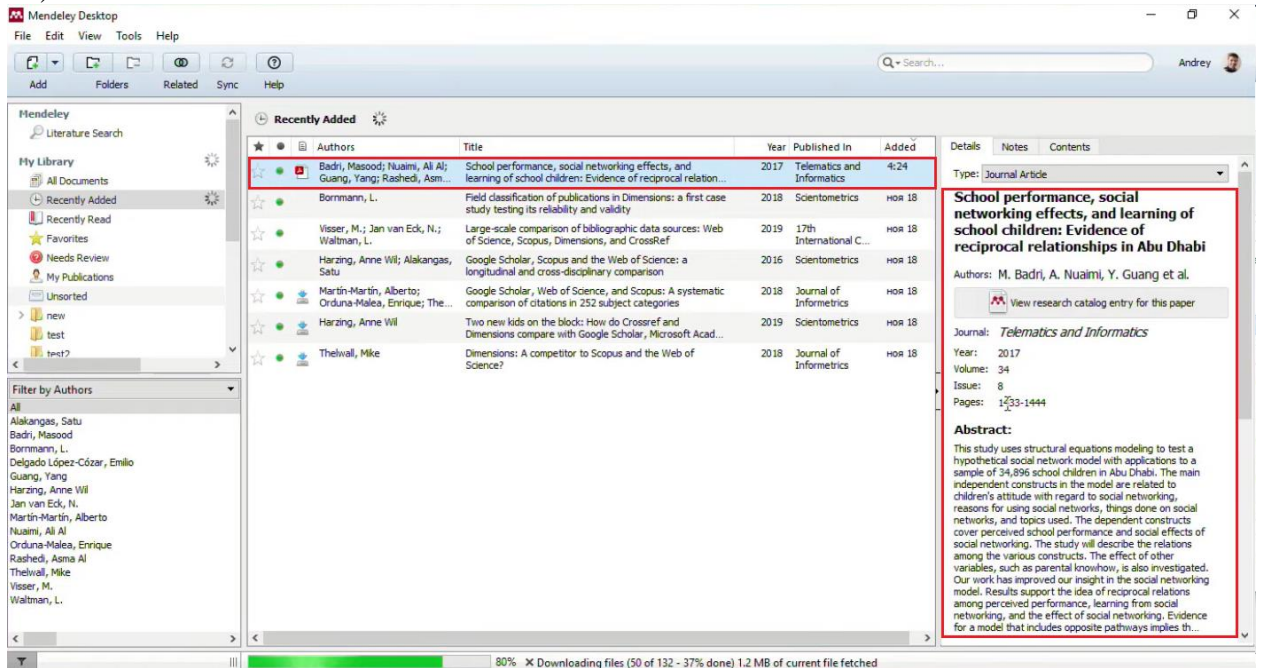 Mendeley Desktop
File Edit View Tools Help
Search...
Andrey
Add Folders Related Sync Help
Mendeley
Literature Search
My Library
All Documents
Recently Added
Recently Read
Favorites
Needs Review
My Publications
Unsorted
new
test
test2
Filter by Authors
All
Alakangas, Satu
Badri, Masood
Bornmann, L.
Delgado López-Cózar, Emilio
Guang, Yang
Harzing, Anne Wil
Jan van Eck, N.
Martín-Martín, Alberto
Nuaimi, Ali Al
Orduna-Malea, Enrique
Rashedi, Asma Al
Thelwall, Mike
Visser, M.
Waltman, L.
Recently Added
Authors Title Year Published In Added
Badri, Masood; Nuaimi, Ali Al; School performance, social networking effects, and 2017 Telematics and 4:24
Guang, Yang; Rashedi, Asm... learning of school children: Evidence of reciprocal relation... Informatics
Bornmann, L. Field classification of publications in Dimensions: a first case 2018 Scientometrics ноя 18
study testing its reliability and validity
Visser, M.; Jan van Eck, N.; Large-scale comparison of bibliographic data sources: Web 2019 17th ноя 18
Waltman, L. of Science, Scopus, Dimensions, and CrossRef International C...
Harzing, Anne Wil; Alakangas, Google Scholar, Scopus and the Web of Science: a 2016 Scientometrics ноя 18
Satu longitudinal and cross-disciplinary comparison
Martín-Martín, Alberto; Google Scholar, Web of Science, and Scopus: A systematic 2018 Journal of ноя 18
Orduna-Malea, Enrique; The... comparison of citations in 252 subject categories Informetrics
Harzing, Anne Wil Two new kids on the block: How do Crossref and 2019 Scientometrics ноя 18
Dimensions compare with Google Scholar, Microsoft Acad...
Thelwall, Mike Dimensions: A competitor to Scopus and the Web of 2018 Journal of ноя 18
Science? Informetrics
Details Notes Contents
Type: Journal Article
School performance, social
networking effects, and learning of
school children: Evidence of
reciprocal relationships in Abu Dhabi
Authors: M. Badri, A. Nuaimi, Y. Guang et al.
View research catalog entry for this paper
Journal: Telematics and Informatics
Year: 2017
Volume: 34
Issue: 8
Pages: 1433-1444
Abstract:
This study uses structural equations modeling to test a
hypothetical social network model with applications to a
sample of 34,896 school children in Abu Dhabi. The main
independent constructs in the model are related to
children's attitude with regard to social networking,
reasons for using social networks, things done on social
networks, and topics used. The dependent constructs
cover perceived school performance and social effects of
social networking. The study will describe the relations
among the various constructs. The effect of other
variables, such as parental knowhow, is also investigated.
Our work has improved our insight in the social networking
model. Results support the idea of reciprocal relations
among perceived performance, learning from social
networking, and the effect of social networking. Evidence
for a model that includes opposite pathways implies th...
80% Downloading files (50 of 132 - 37% done) 1.2 MB of current file fetched